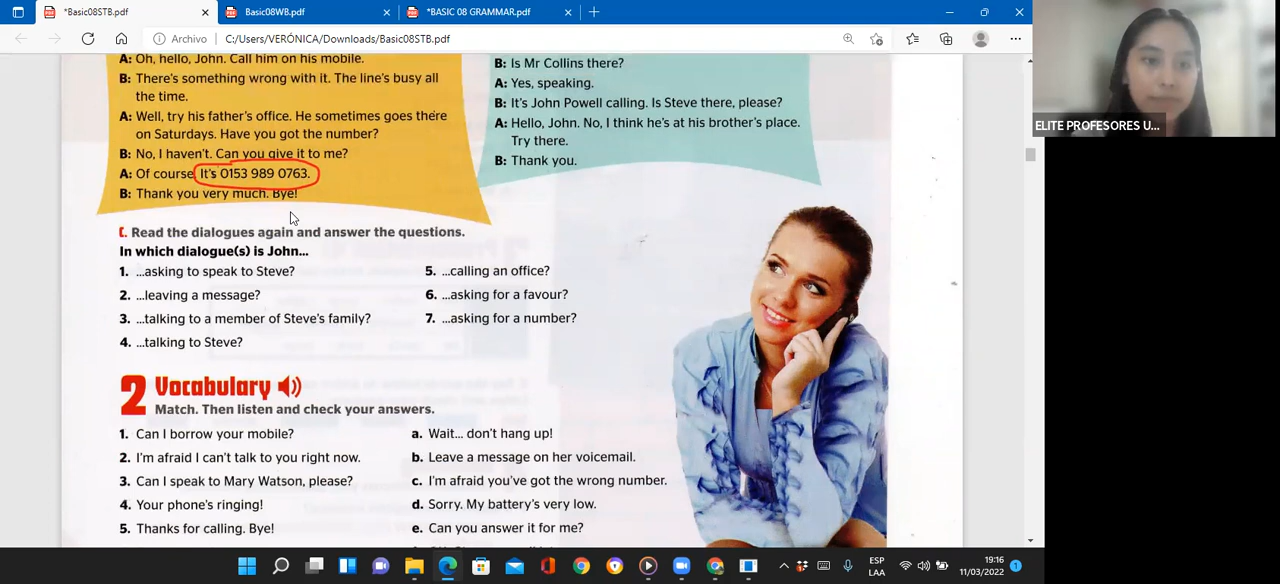 *Basic08STB.pdf
Basic08WB.pdf
*BASIC 08 GRAMMAR.pdf
Archivo
C:/Users/VERÓNICA/Downloads/Basic08STB.pdf
A: Oh, hello, John. Call him on his mobile.
B: There's something wrong with it. The line's busy all
the time.
A: Well, try his father's office. He sometimes goes there
on Saturdays. Have you got the number?
B: No, I haven't. Can you give it to me?
A: Of course. It's 0153 989 0763.
B: Thank you very much. Bye!
B: Is Mr Collins there?
A: Yes, speaking.
B: It's John Powell calling. Is Steve there, please?
A: Hello, John. No, I think he's at his brother's place.
Try there.
B: Thank you.
C. Read the dialogues again and answer the questions.
In which dialogue(s) is John...
1. ...asking to speak to Steve?
2. ...leaving a message?
3. ...talking to a member of Steve's family?
4. ...talking to Steve?
5. ...calling an office?
6. ...asking for a favour?
7. ...asking for a number?
2 Vocabulary
Match. Then listen and check your answers.
1. Can I borrow your mobile?
2. I'm afraid I can't talk to you right now.
3. Can I speak to Mary Watson, please?
4. Your phone's ringing!
5. Thanks for calling. Bye!
a. Wait... don't hang up!
b. Leave a message on her voicemail.
c. I'm afraid you've got the wrong number.
d. Sorry. My battery's very low.
e. Can you answer it for me?
ELITE PROFESORES U...
ESP
LAA
19:16
11/03/2022